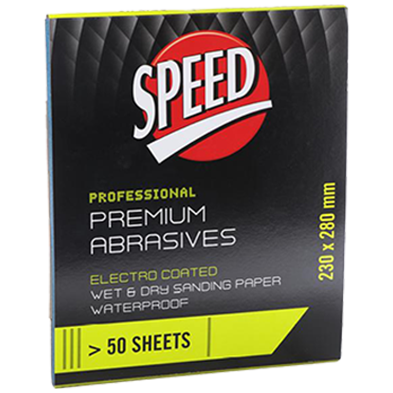 SPEED
PROFESSIONAL
PREMIUM
ABRASIVES
ELECTRO COATED
WET & DRY SANDING PAPER
WATERPROOF
> 50 SHEETS
230 x 280 mm